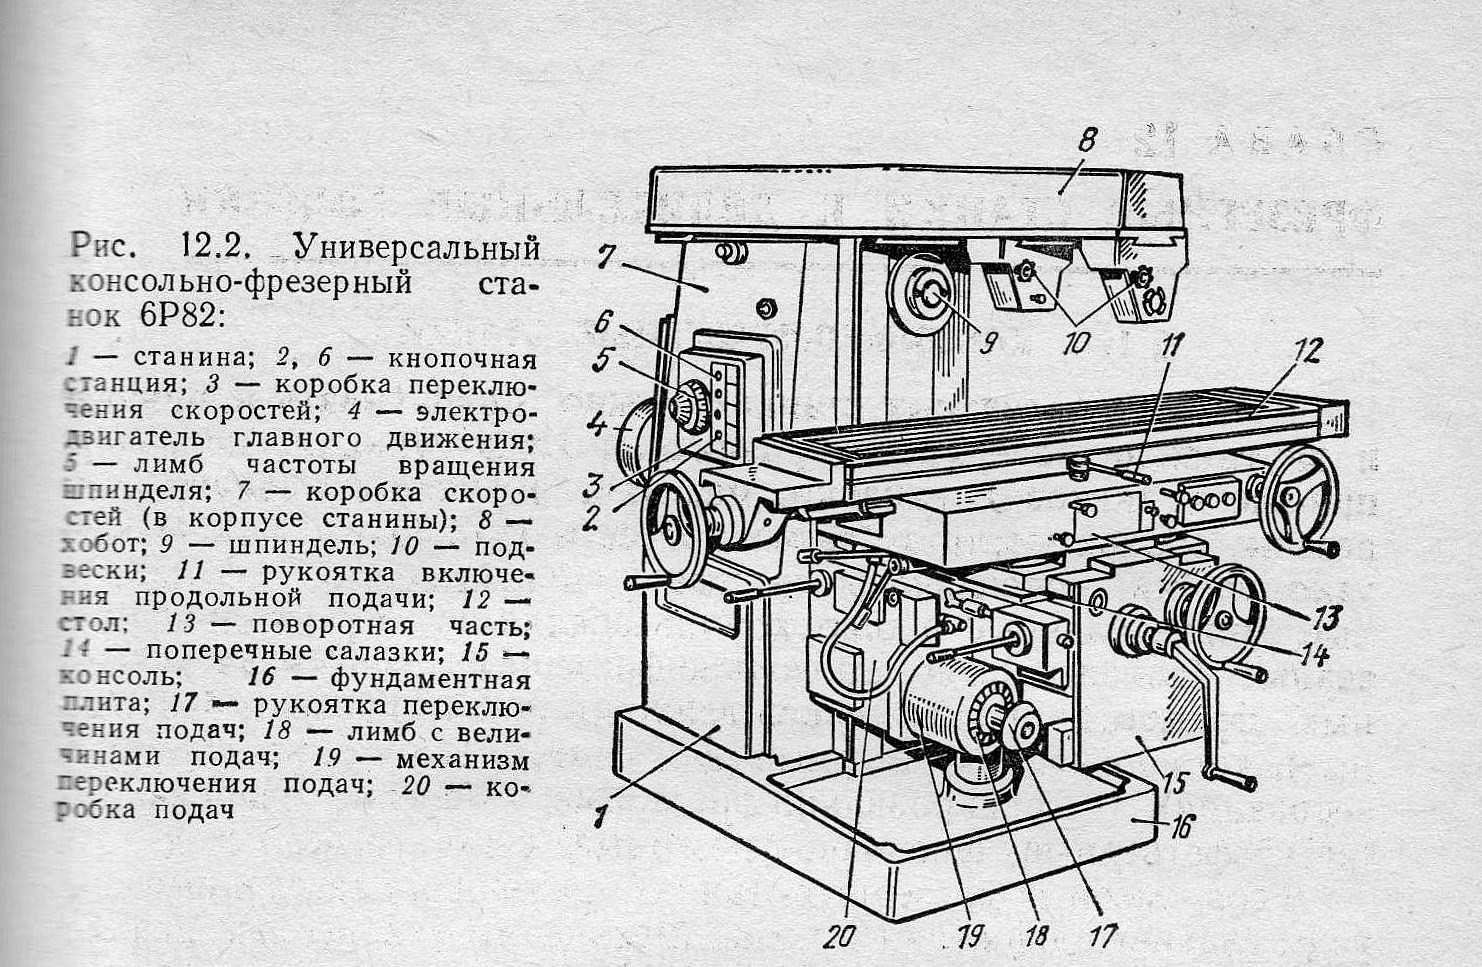 Рис. 12.2. Универсальный
консольно-фрезерный ста-
нок 6Р82:
1 — станина; 2, 6 — кнопочная
станция; 3 — коробка переклю-
чения скоростей; 4 — электро-
двигатель главного движения;
5 — лимб частоты вращения
шпинделя; 7 — коробка скоро-
стей (в корпусе станины); 8 —
хобот; 9 — шпиндель; 10 — под-
вески; 11 — рукоятка включе-
ния продольной подачи; 12 —
стол; 13 — поворотная часть;
14 — поперечные салазки; 15 —
консоль; 16 — фундаментная
плита; 17 — рукоятка переклю-
чения подач; 18 — лимб с вели-
чинами подач; 19 — механизм
переключения подач; 20 — ко-
робка подач
8
7
6
5
4
3
2
1
9
10
11
12
13
14
15
16
20
19
18
17